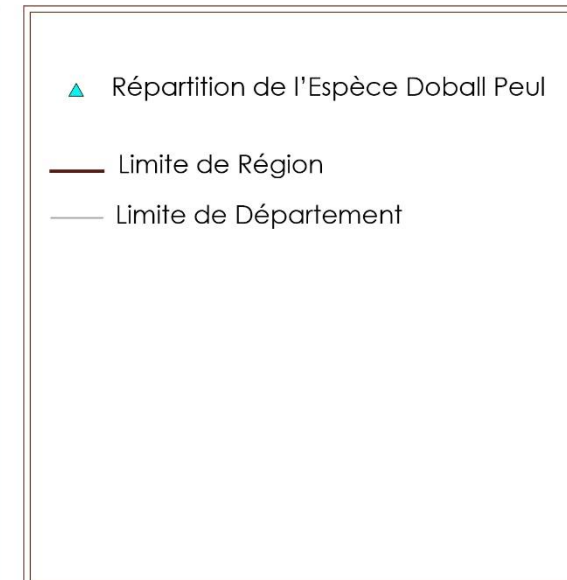 Répartition de l'Espèce Doball Peul
Limite de Région
Limite de Département